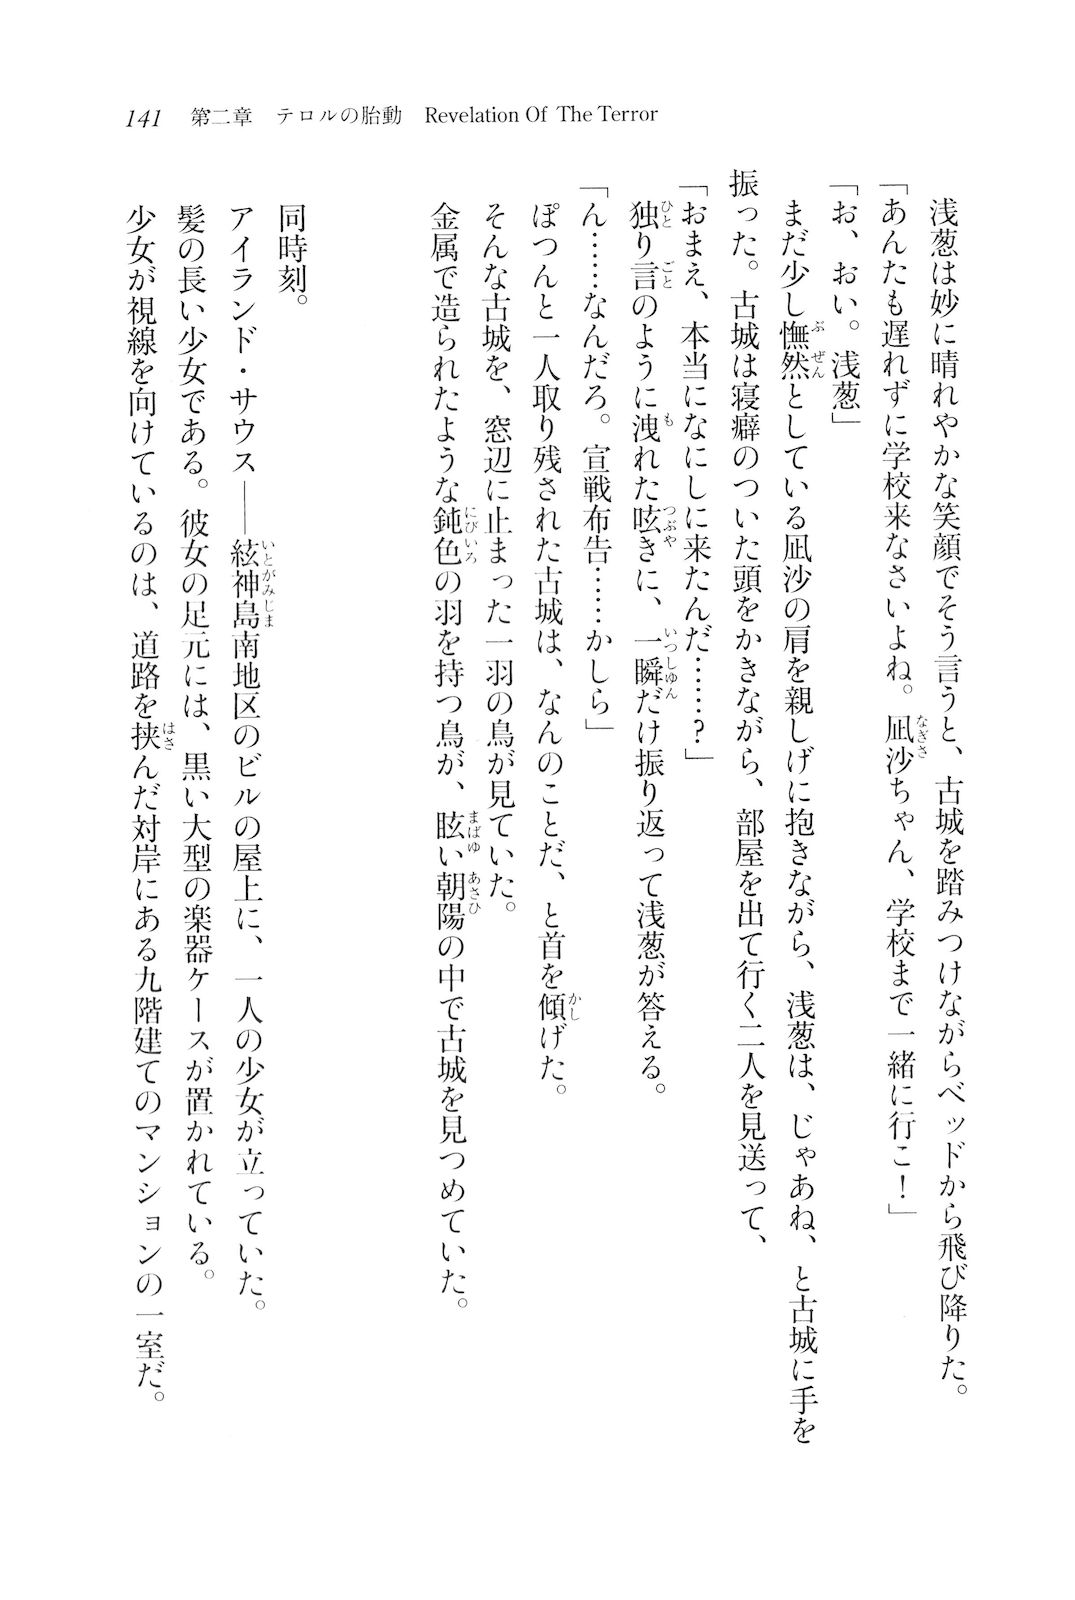 141 第二章 テロルの胎動 Revelation Of The Terror
浅葱は妙に晴れやかな笑顔でそう言うと、古城を踏みつけながらベッドから飛び降りた。
「あんたも遅れずに学校来なさいよね。凪沙ちゃん、学校まで一緒に行こ！」
「お、おい。浅葱」
まだ少し憮然としている凪沙の肩を親しげに抱きながら、浅葱は、じゃあね、と古城に手を
振った。古城は寝癖のついた頭をかきながら、部屋を出て行く二人を見送って、
「おまえ、本当になにしに来たんだ……？」
独り言のように洩れた呟きに、一瞬だけ振り返って浅葱が答える。
「ん……なんだろ。宣戦布告……かしら」
ぽつんと一人取り残された古城は、なんのことだ、と首を傾げた。
そんな古城を、窓辺に止まった一羽の鳥が見ていた。
金属で造られたような鈍色の羽を持つ鳥が、眩い朝陽の中で古城を見つめていた。
同時刻。
アイランド・サウス――絃神島南地区のビルの屋上に、一人の少女が立っていた。
髪の長い少女である。彼女の足元には、黒い大型の楽器ケースが置かれている。
少女が視線を向けているのは、道路を挟んだ対岸にある九階建てのマンションの一室だ。